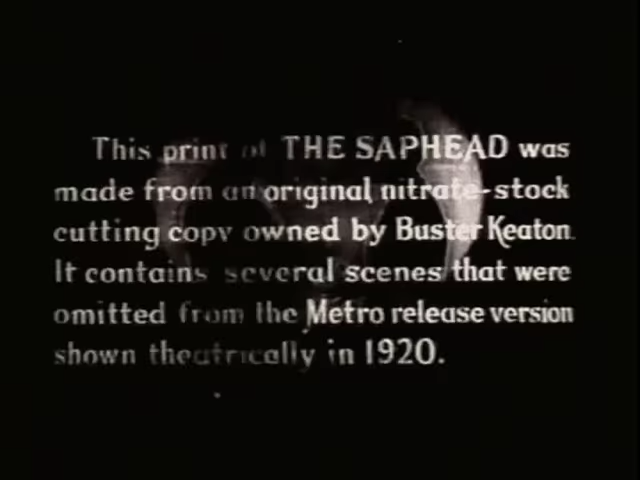 This print of THE SAPHEAD was
made from an original nitrate-stock
cutting copy owned by Buster Keaton.
It contains several scenes that were
omitted from the Metro release version
shown theatrically in 1920.